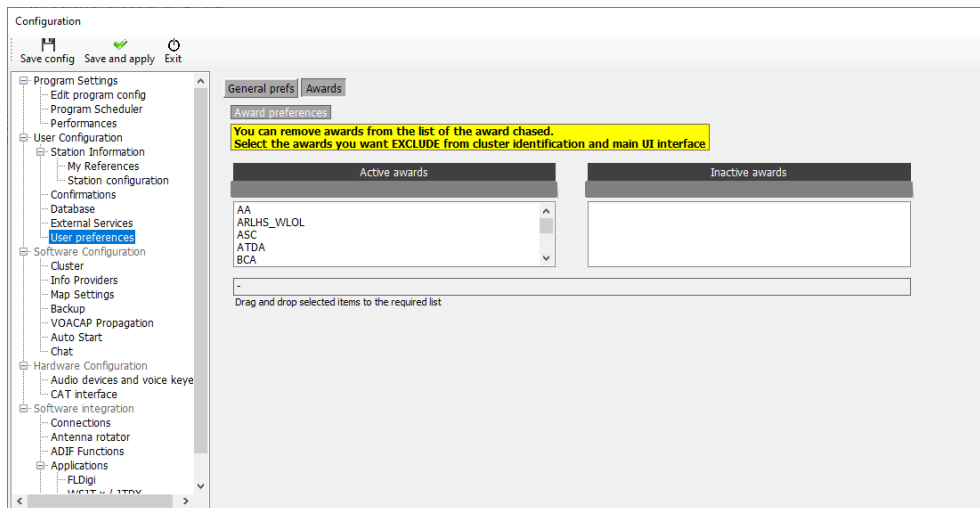 Configuration
Save config Save and apply Exit
Program Settings
Edit program config
Program Scheduler
Performances
User Configuration
Station Information
My References
Station configuration
Confirmations
Database
External Services
User preferences
Software Configuration
Cluster
Info Providers
Map Settings
Backup
VOACAP Propagation
Auto Start
Chat
Hardware Configuration
Audio devices and voice keye
CAT interface
Software integration
Connections
Antenna rotator
ADIF Functions
Applications
FLDigi
WSJT-x / JTDX
General prefs Awards
Award preferences
You can remove awards from the list of the award chased.
Select the awards you want EXCLUDE from cluster identification and main UI interface
Active awards
AA
ARLHS_WLOL
ASC
ATDA
BCA
Inactive awards
-
Drag and drop selected items to the required list